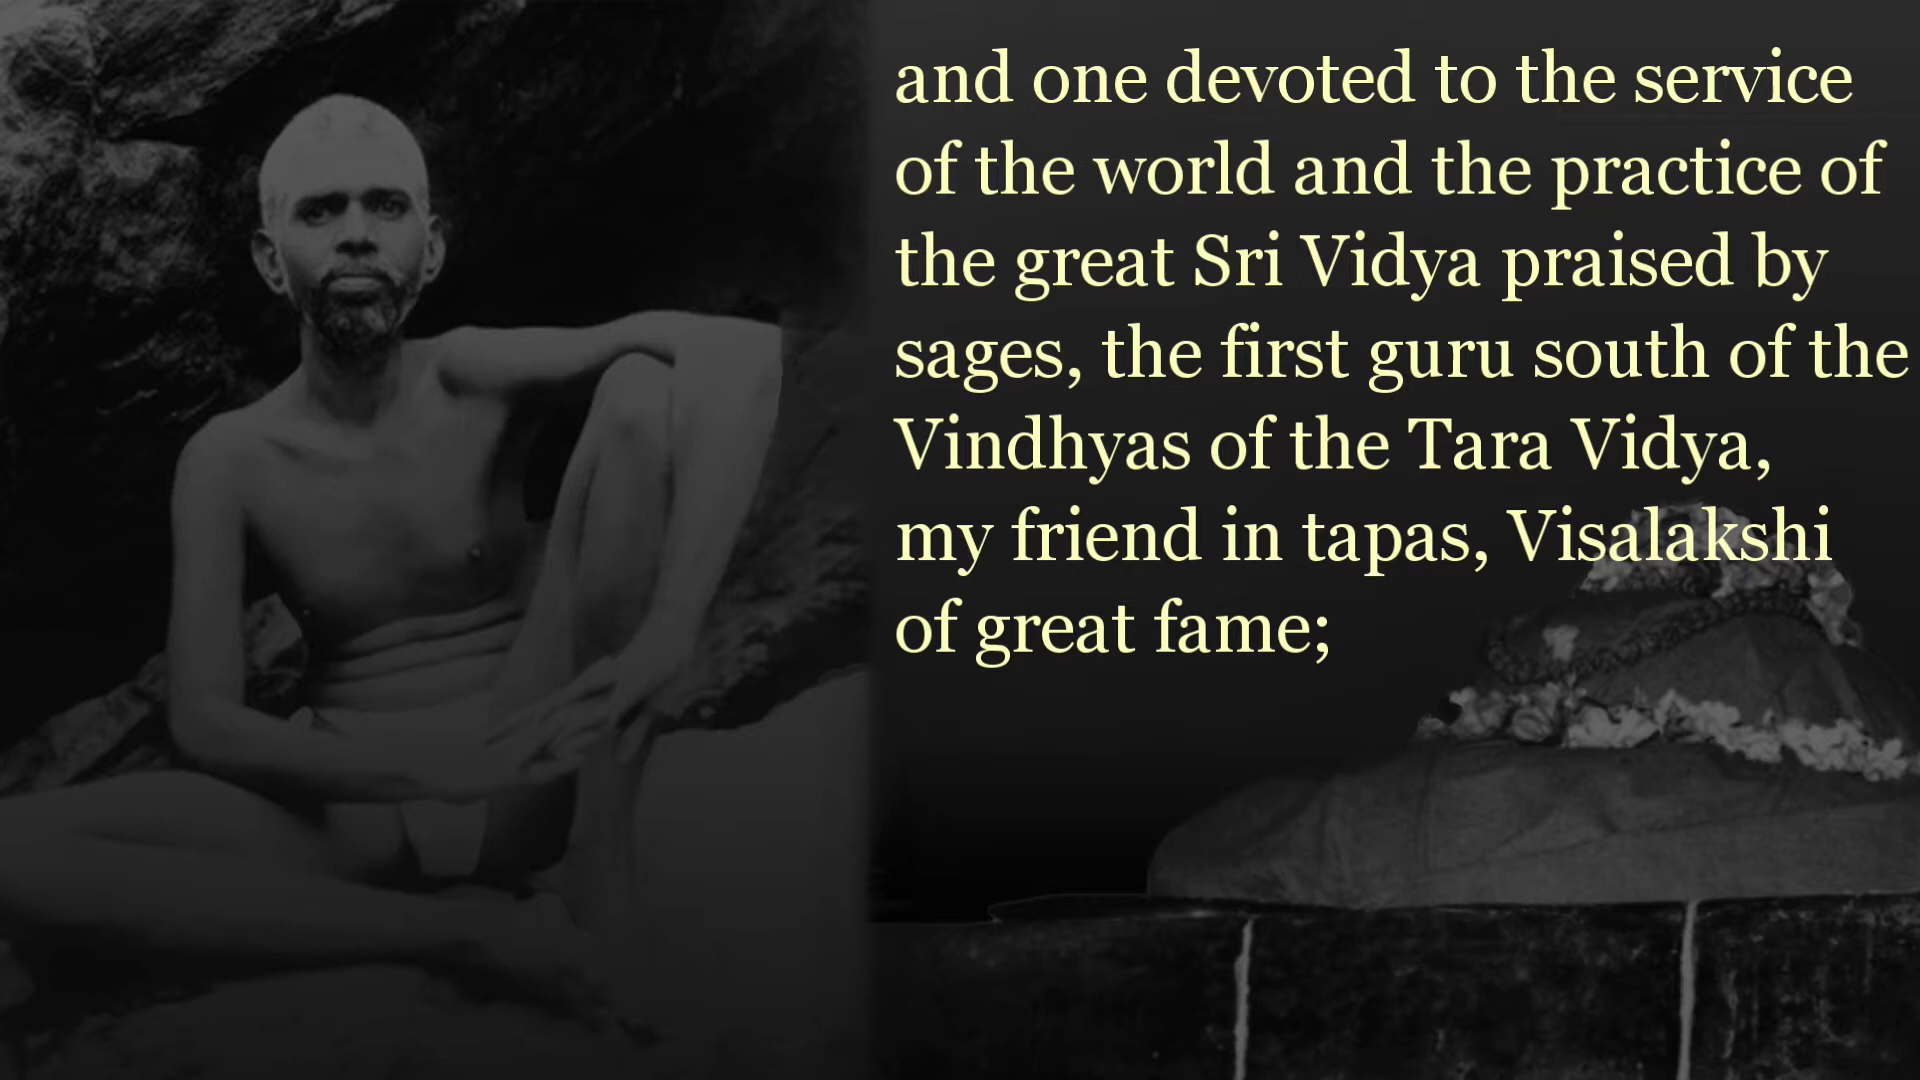 and one devoted to the service
of the world and the practice of
the great Sri Vidya praised by
sages, the first guru south of the
Vindhyas of the Tara Vidya,
my friend in tapas, Visalakshi
of great fame;